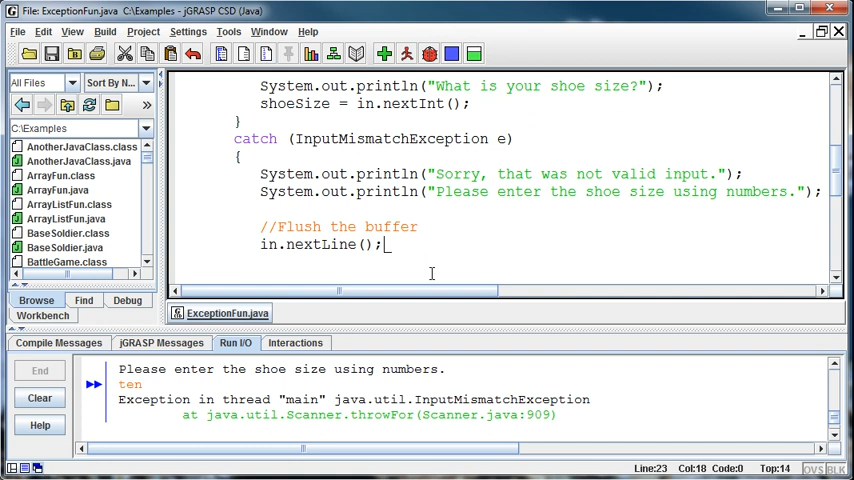 File: ExceptionFun.java C:\Examples - jGRASP CSD (Java)
File Edit View Build Project Settings Tools Window Help
All Files Sort By N...
C:\Examples
AnotherJavaClass.class
AnotherJavaClass.java
ArrayFun.class
ArrayFun.java
ArrayListFun.class
ArrayListFun.java
BaseSoldier.class
BaseSoldier.java
BattleGame.class
Browse Find Debug
Workbench
System.out.println("What is your shoe size?");
shoeSize = in.nextInt();
}
catch (InputMismatchException e)
{
System.out.println("Sorry, that was not valid input.");
System.out.println("Please enter the shoe size using numbers.");
//Flush the buffer
in.nextLine();
ExceptionFun.java
Compile Messages jGRASP Messages Run I/O Interactions
End
Clear
Help
Please enter the shoe size using numbers.
ten
Exception in thread "main" java.util.InputMismatchException
at java.util.Scanner.throwFor(Scanner.java:909)
Line:23 Col:18 Code:0 Top:14 OVS BLK